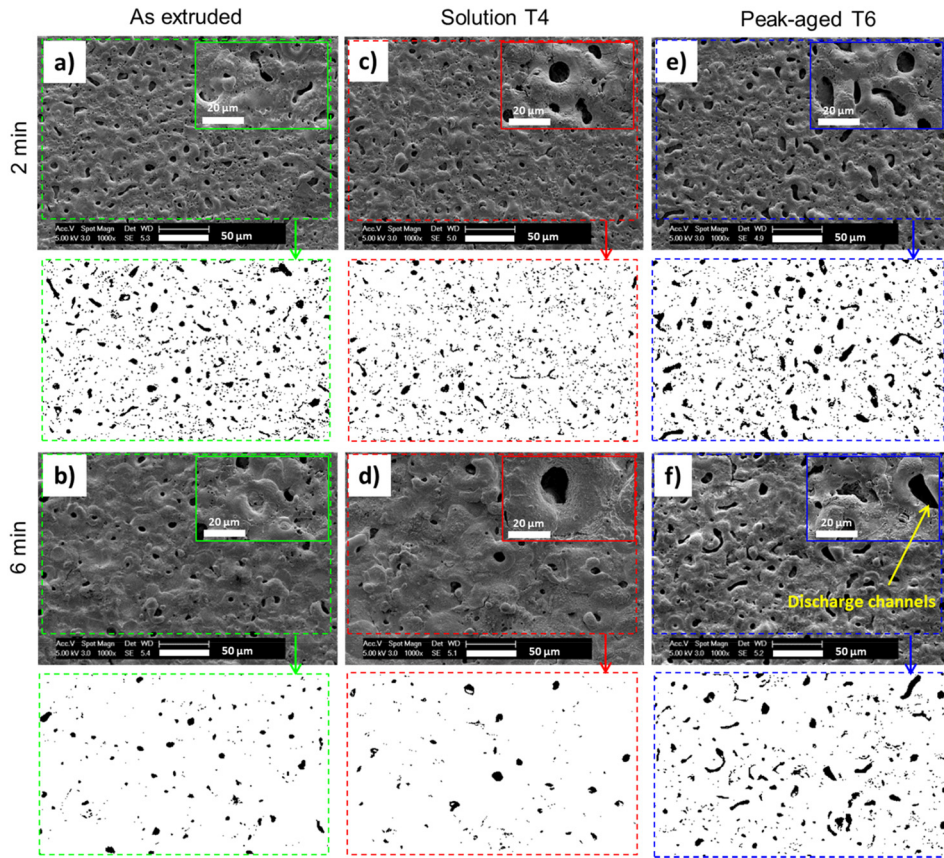 As extruded
Solution T4
Peak-aged T6
2 min
a)
20 µm
Acc.V Spot Magn Det WD
5.00 kV 3.0 1000x SE 5.3 50 µm
c)
20 µm
Acc.V Spot Magn Det WD
5.00 kV 3.0 1000x SE 5.0 50 µm
e)
20 µm
Acc.V Spot Magn Det WD
5.00 kV 3.0 1000x SE 4.9 50 µm
6 min
b)
20 µm
Acc.V Spot Magn Det WD
5.00 kV 3.0 1000x SE 5.4 50 µm
d)
20 µm
Acc.V Spot Magn Det WD
5.00 kV 3.0 1000x SE 5.1 50 µm
f)
20 µm
Discharge channels
Acc.V Spot Magn Det WD
5.00 kV 3.0 1000x SE 5.2 50 µm